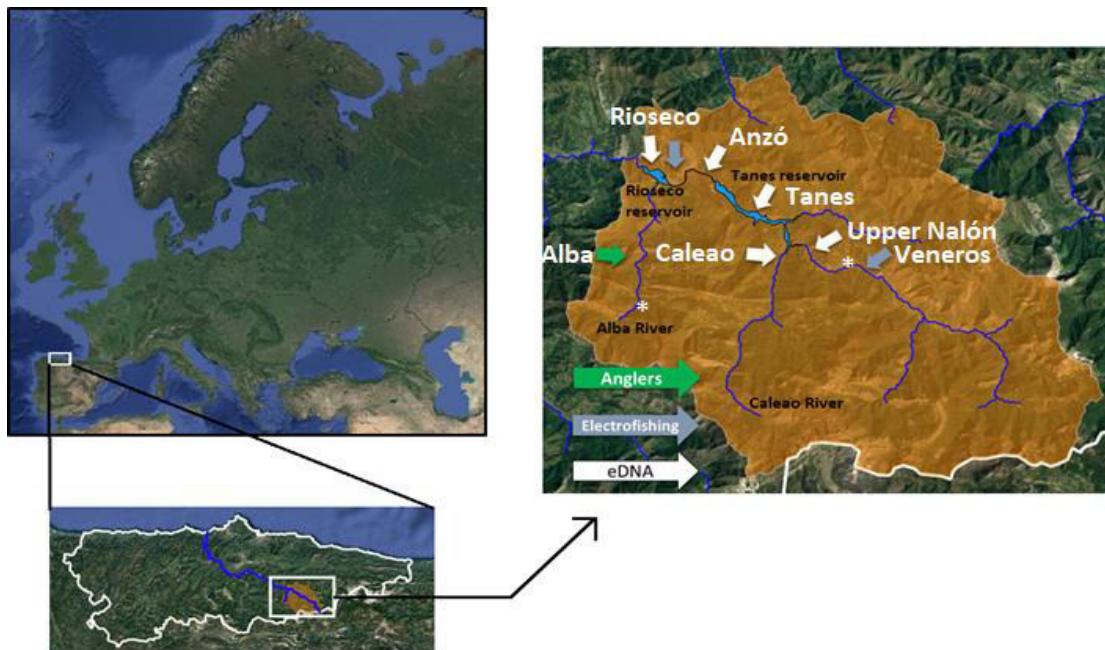 Rioseco
Anzó
Tanes reservoir
Rioseco
reservoir
Tanes
Upper Nalón
Alba
Caleao
*
Veneros
*
Alba River
Anglers
Caleao River
Electrofishing
eDNA